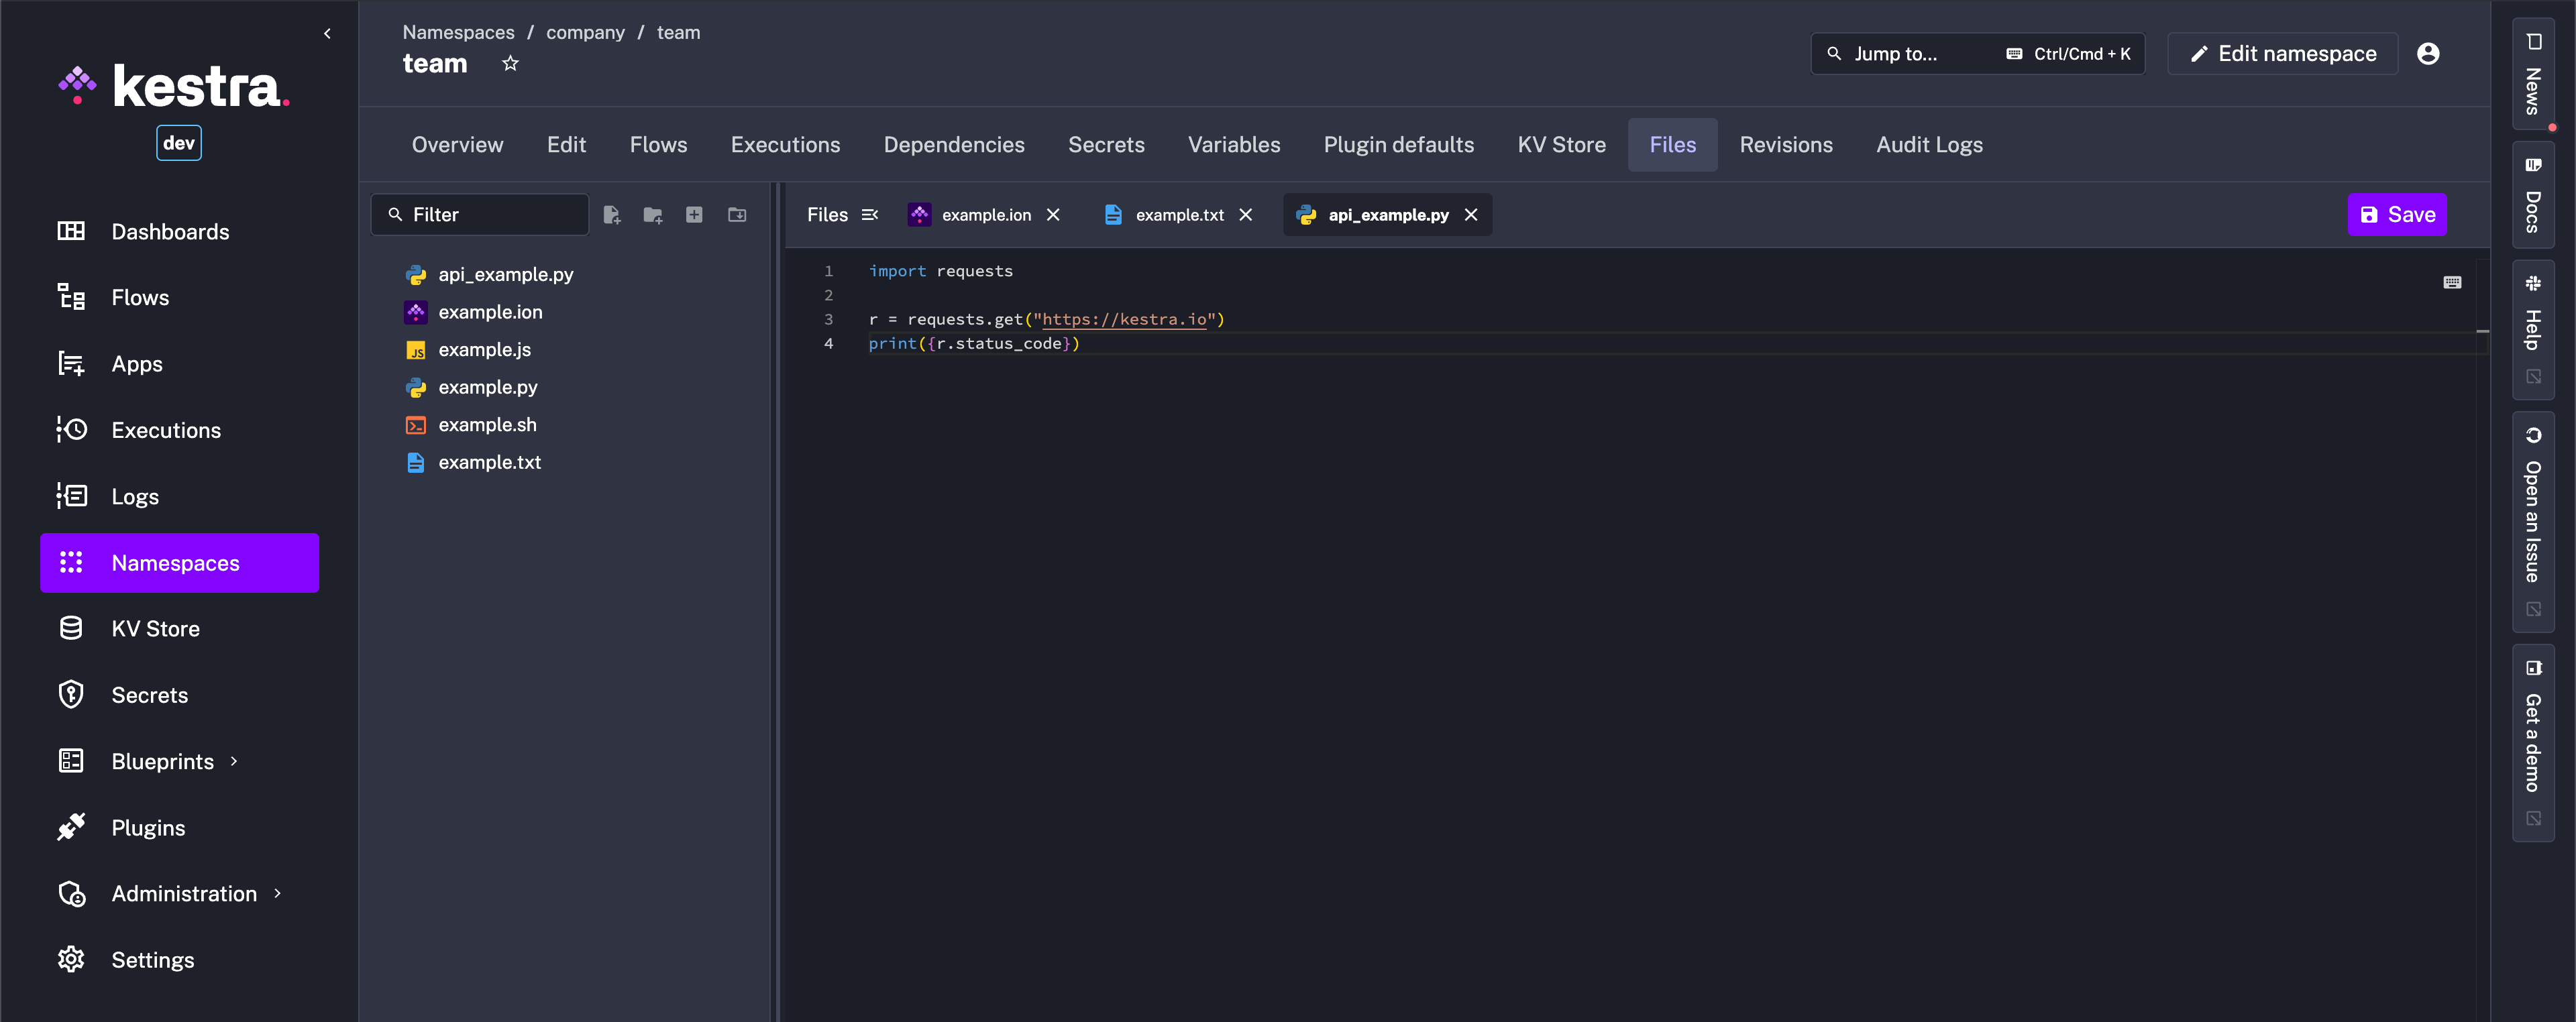 kestra.
dev
Dashboards
Flows
Apps
Executions
Logs
Namespaces
KV Store
Secrets
Blueprints
Plugins
Administration
Settings
Namespaces / company / team
team
Jump to... Ctrl/Cmd + K
Edit namespace
Overview Edit Flows Executions Dependencies Secrets Variables Plugin defaults KV Store Files Revisions Audit Logs
Filter
api_example.py
example.ion
JS example.js
example.py
example.sh
example.txt
Files example.ion example.txt api_example.py Save
1 import requests
2
3 r = requests.get("https://kestra.io")
4 print({r.status_code})
News
Docs
Help
Open an Issue
Get a demo